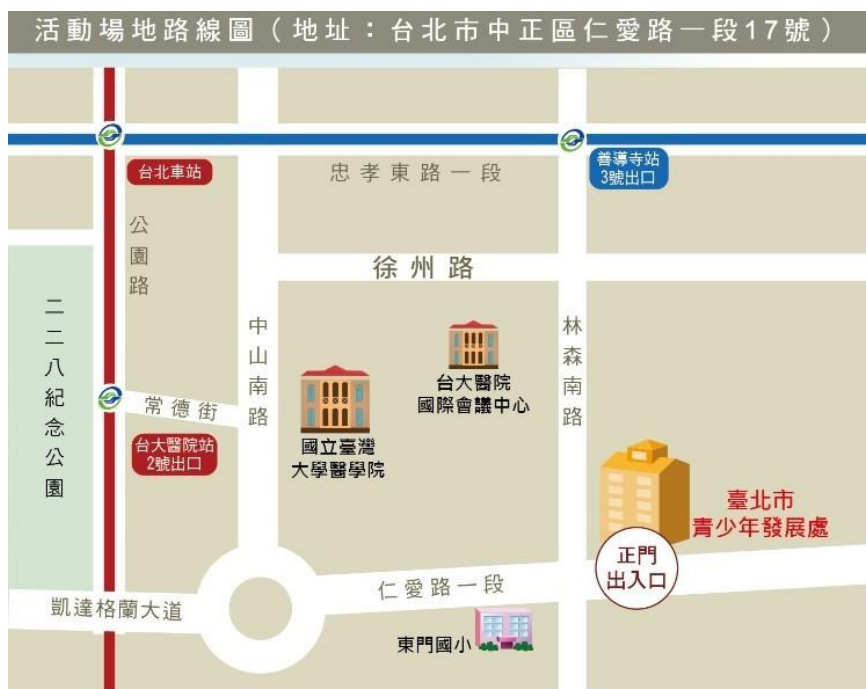 活動場地路線圖（地址：台北市中正區仁愛路一段17號）
台北車站
忠孝東路一段
善導寺站
3號出口
公園路
徐州路
二二八紀念公園
中山南路
林森南路
台大醫院
國際會議中心
常德街
台大醫院站
2號出口
國立臺灣
大學醫學院
臺北市
青少年發展處
正門
出入口
仁愛路一段
凱達格蘭大道
東門國小